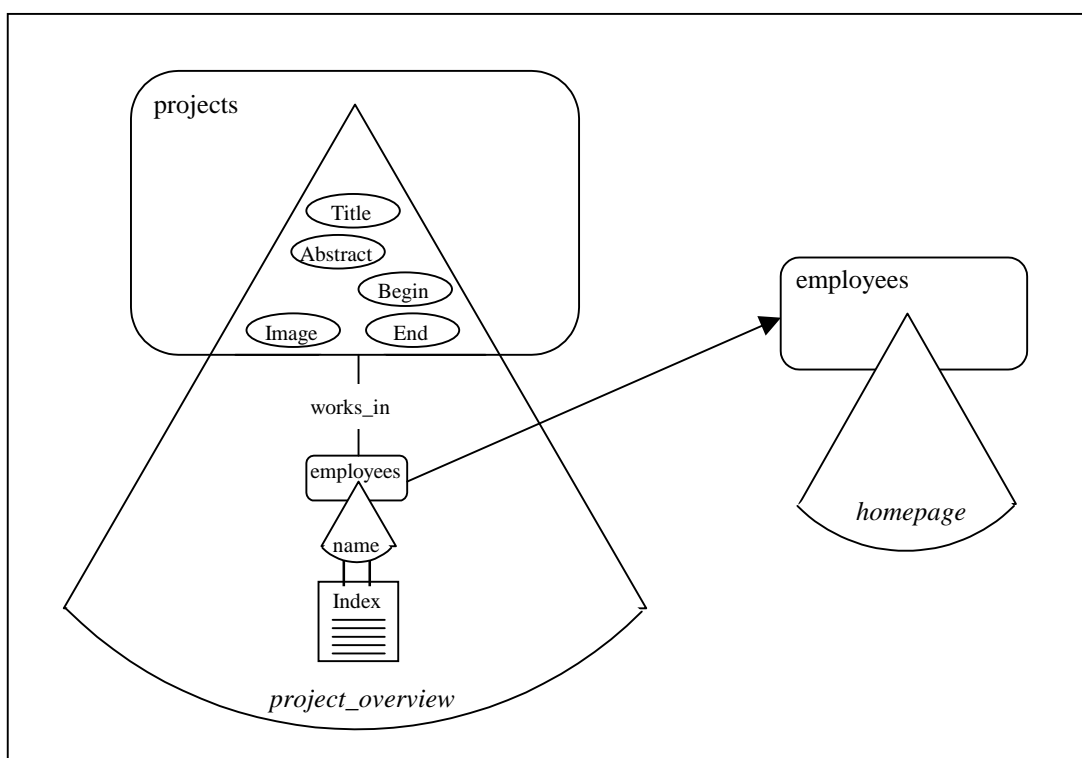 projects
Title
Abstract
Begin
Image
End
works_in
employees
name
Index
project_overview
employees
homepage